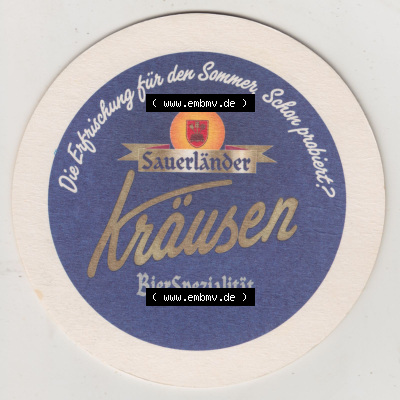 Die Erfrischung für den Sommer. Schon probiert?
( www.embmv.de )
Sauerländer
Kräusen
BierSpezialität
( www.embmv.de )